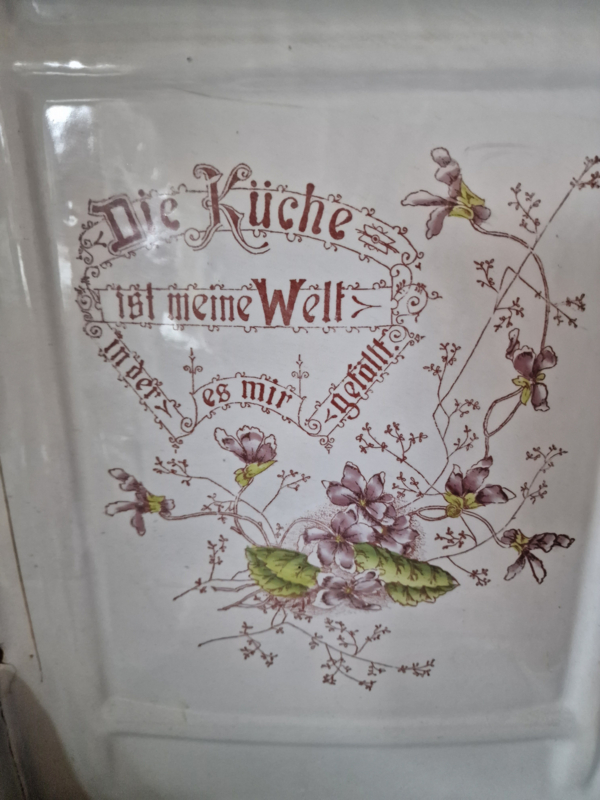 Die Küche
ist meine Welt
in der es mir gefällt.